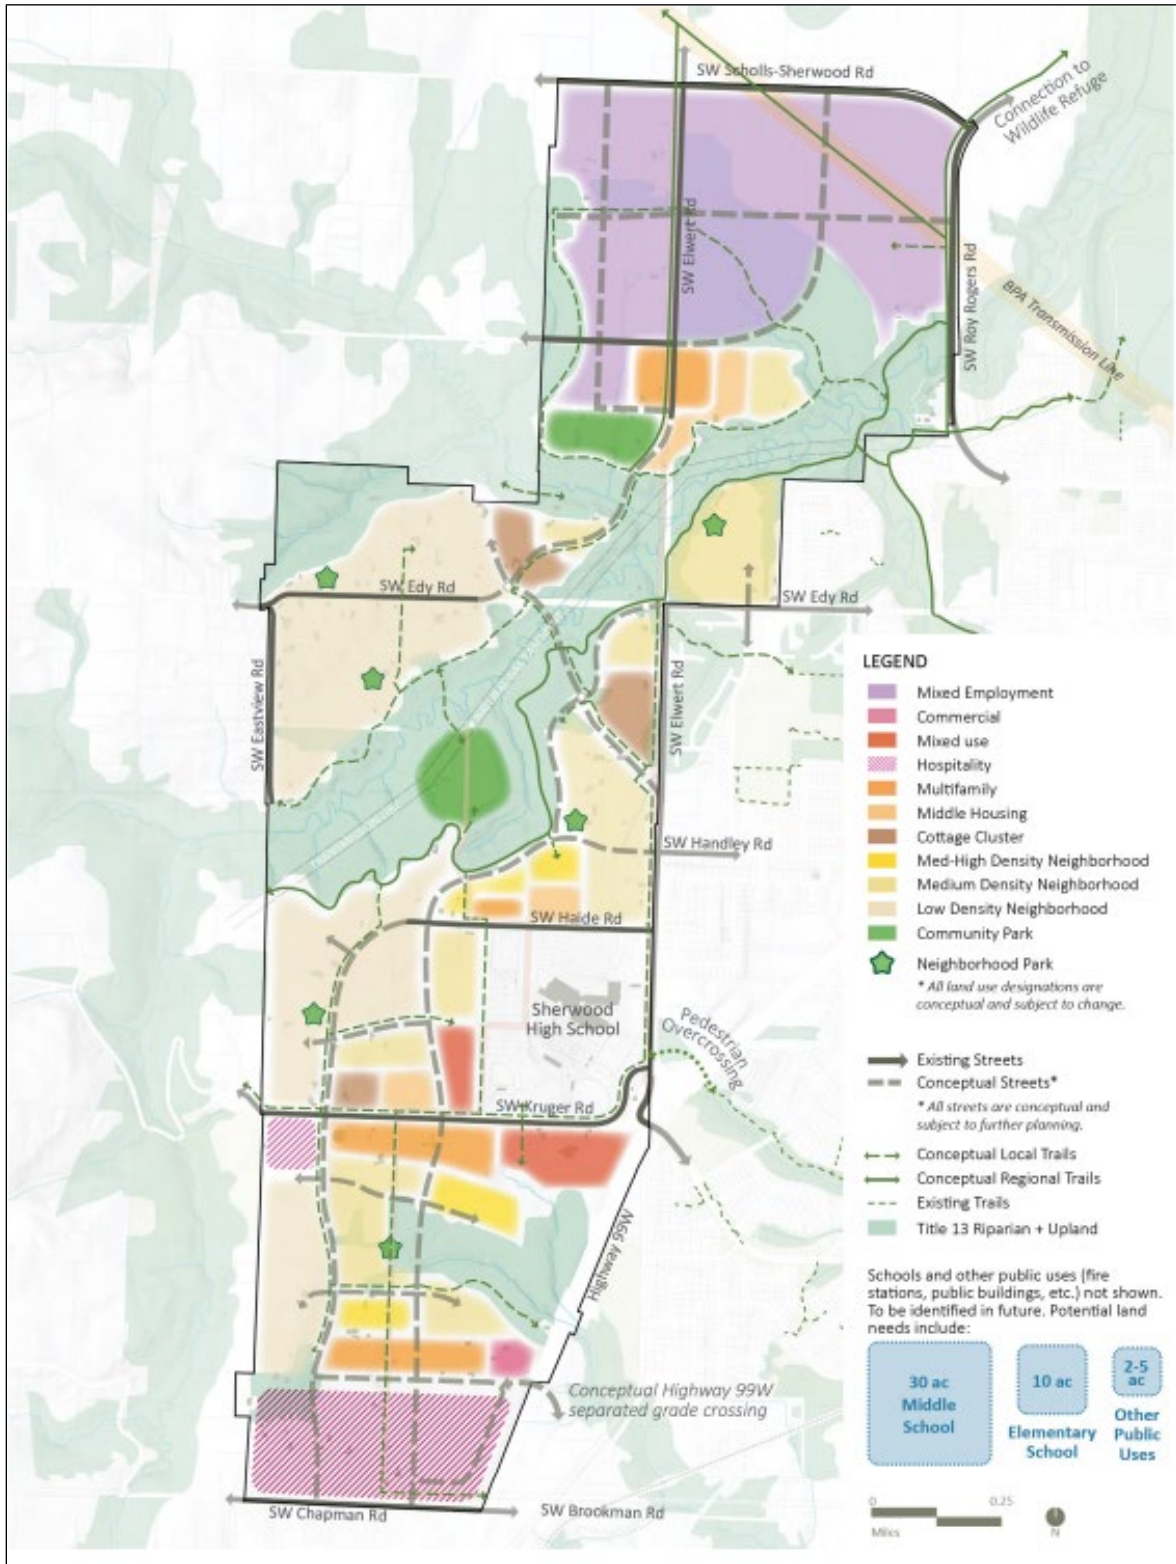 SW Scholls-Sherwood Rd
Connection to
Wildlife Refuge
SW Elwert Rd
SW Roy Rogers Rd
BPA Transmission Line
SW Edy Rd
SW Edy Rd
SW Eastview Rd
SW Elwert Rd
SW Handley Rd
SW Haide Rd
Sherwood
High School
Pedestrian
Overcrossing
SW Kruger Rd
Highway 99W
Conceptual Highway 99W
separated grade crossing
SW Chapman Rd
SW Brookman Rd
LEGEND
Mixed Employment
Commercial
Mixed use
Hospitality
Multifamily
Middle Housing
Cottage Cluster
Med-High Density Neighborhood
Medium Density Neighborhood
Low Density Neighborhood
Community Park
Neighborhood Park
* All land use designations are
conceptual and subject to change.
Existing Streets
Conceptual Streets*
* All streets are conceptual and
subject to further planning.
Conceptual Local Trails
Conceptual Regional Trails
Existing Trails
Title 13 Riparian + Upland
Schools and other public uses (fire
stations, public buildings, etc.) not shown.
To be identified in future. Potential land
needs include:
30 ac
Middle
School
10 ac
Elementary
School
2-5
ac
Other
Public
Uses
0
0.25
Miles
N